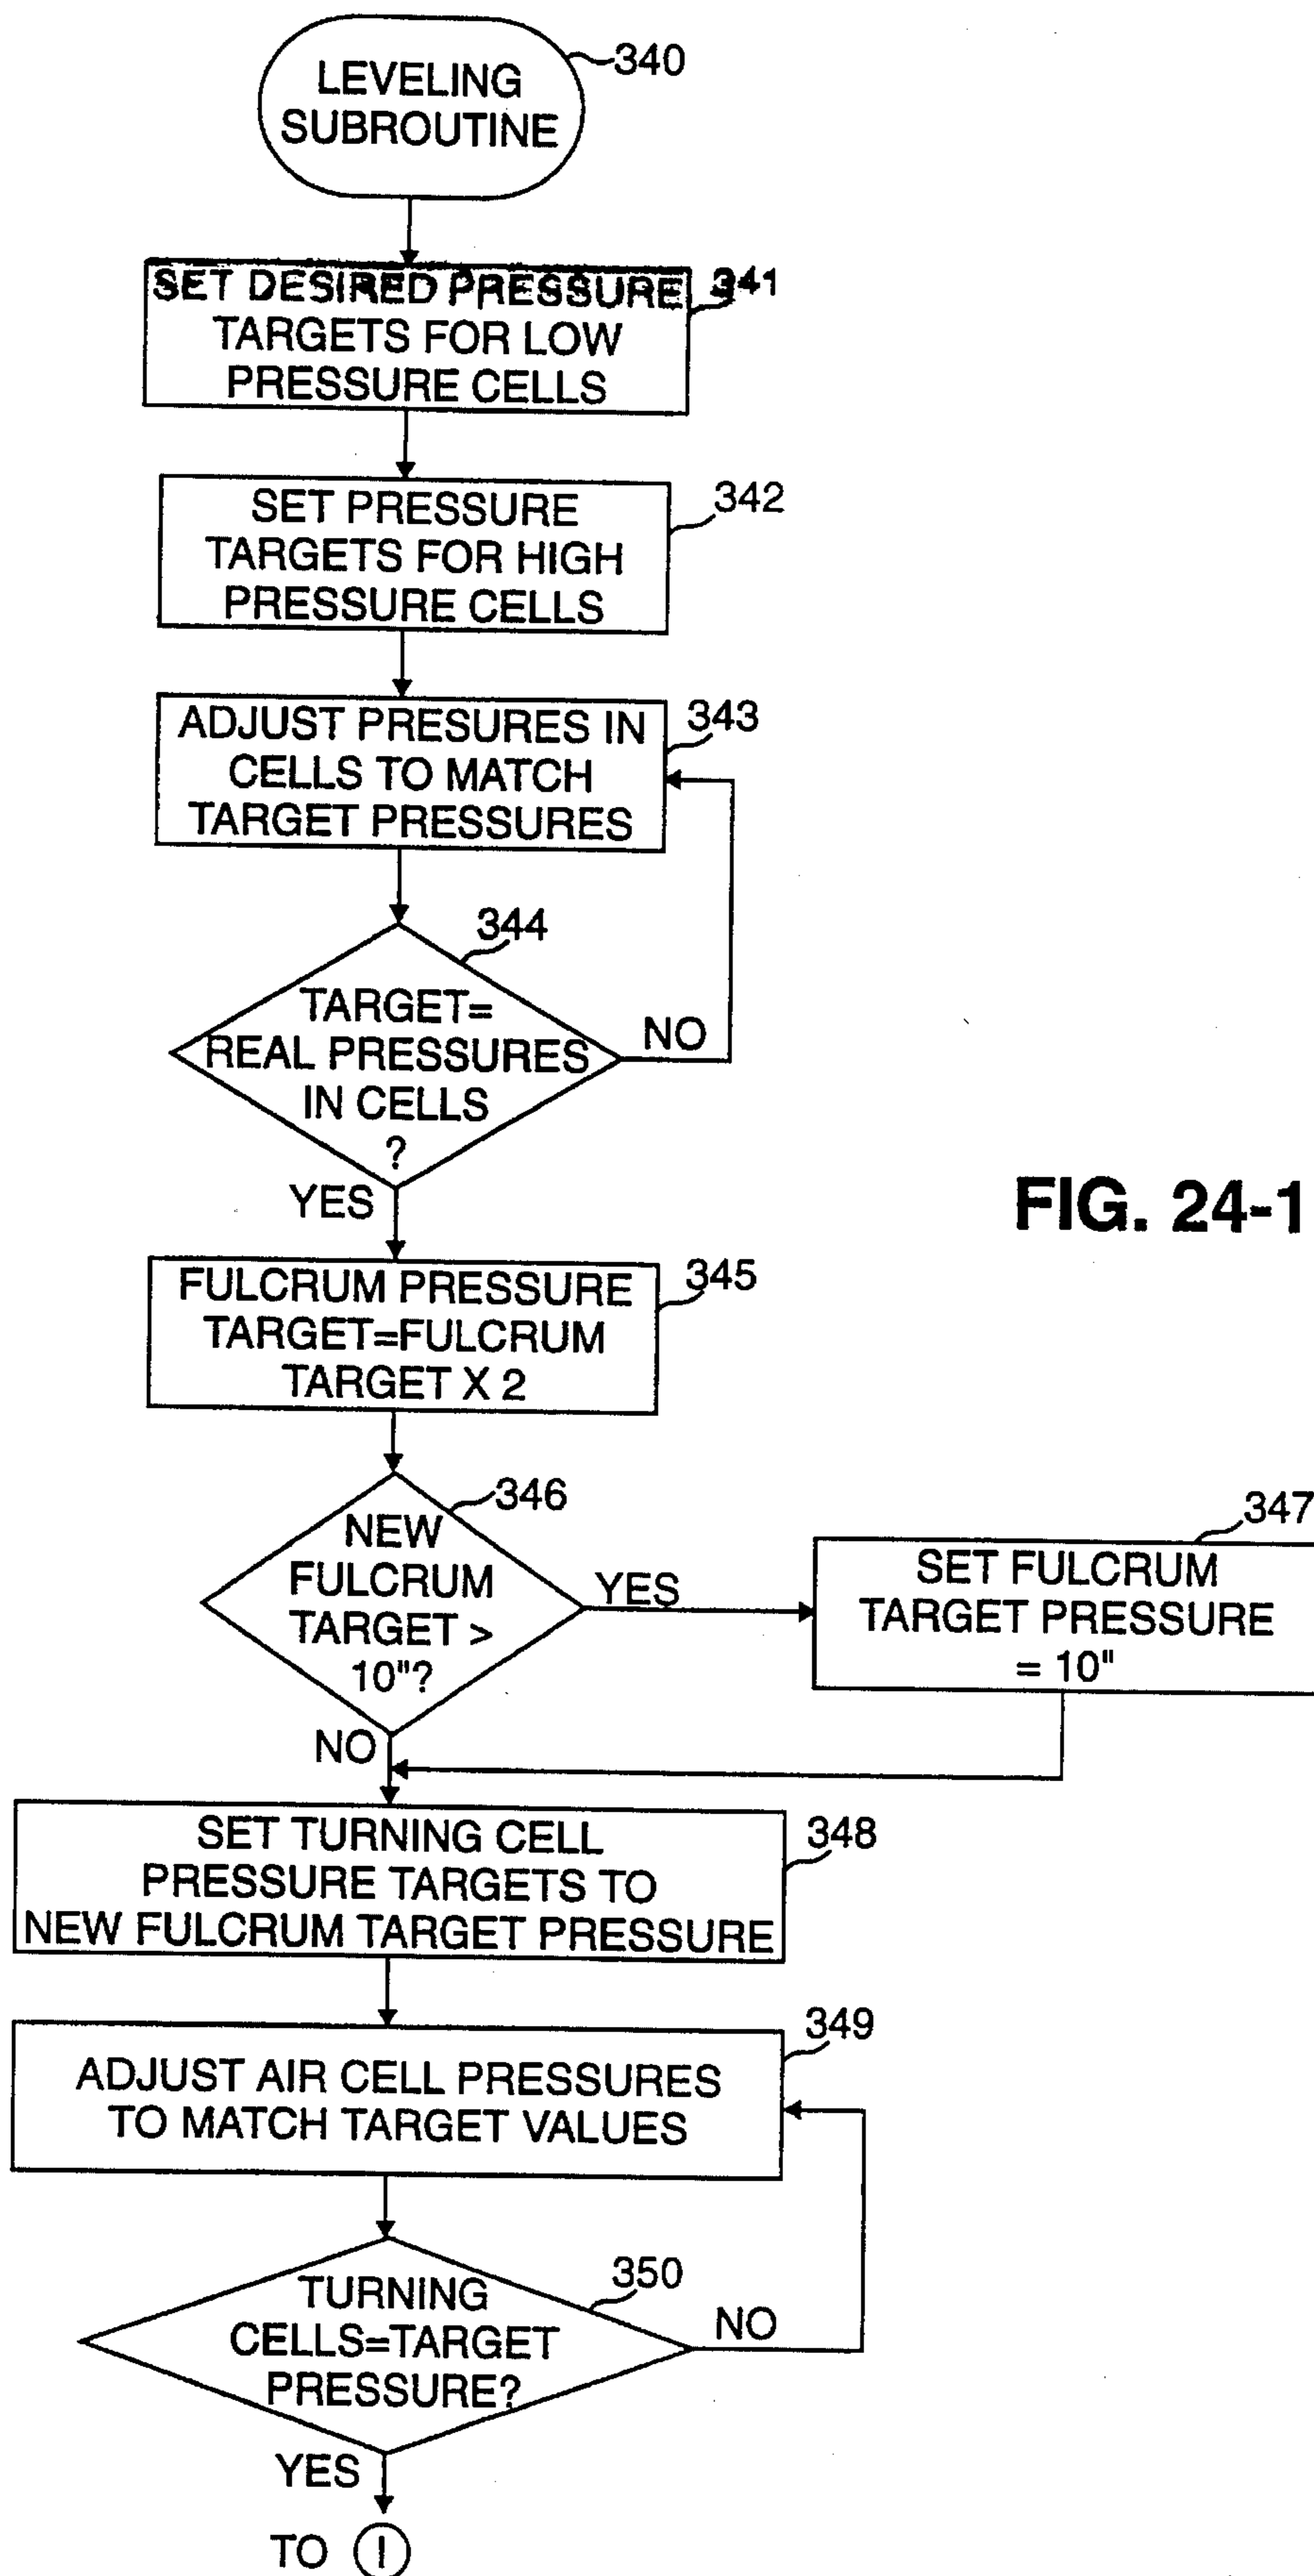 LEVELING
SUBROUTINE
340
SET DESIRED PRESSURE
TARGETS FOR LOW
PRESSURE CELLS
341
SET PRESSURE
TARGETS FOR HIGH
PRESSURE CELLS
342
ADJUST PRESURES IN
CELLS TO MATCH
TARGET PRESSURES
343
344
TARGET=
REAL PRESSURES
IN CELLS
?
NO
YES
FIG. 24-1
FULCRUM PRESSURE
TARGET=FULCRUM
TARGET X 2
345
346
NEW
FULCRUM
TARGET >
10"?
YES
347
SET FULCRUM
TARGET PRESSURE
= 10"
NO
SET TURNING CELL
PRESSURE TARGETS TO
NEW FULCRUM TARGET PRESSURE
348
349
ADJUST AIR CELL PRESSURES
TO MATCH TARGET VALUES
350
TURNING
CELLS=TARGET
PRESSURE?
NO
YES
TO I